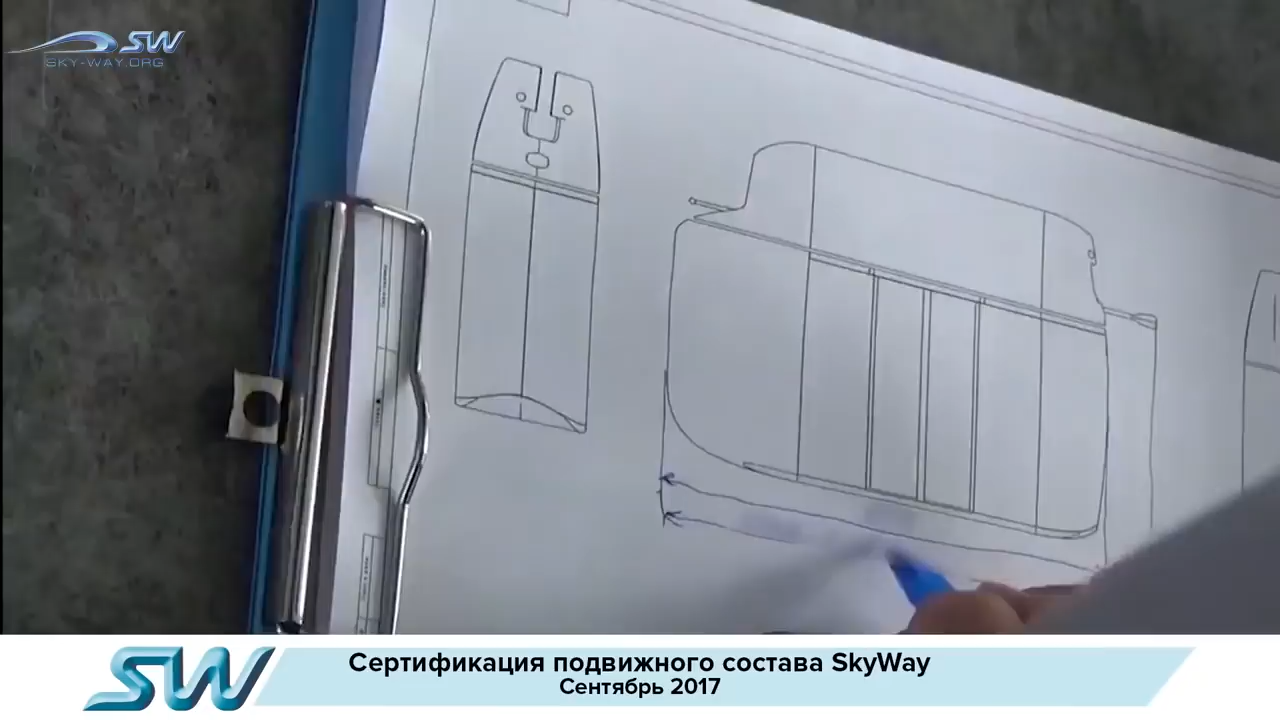 SW
SKY-WAY.ORG
SW
Сертификация подвижного состава SkyWay
Сентябрь 2017